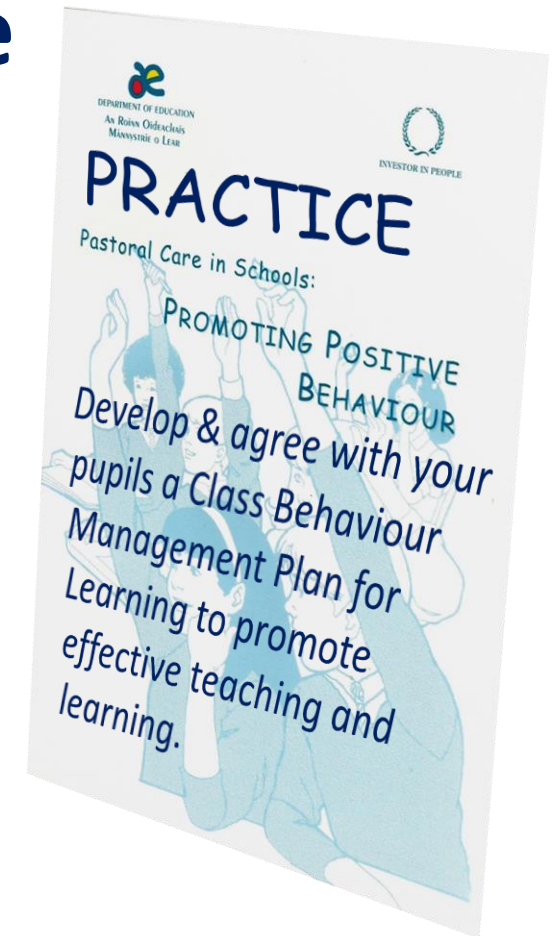 e
DEPARTMENT OF EDUCATION
An Roinn Oideachais
Männystrie o Lear
INVESTOR IN PEOPLE
PRACTICE
Pastoral Care in Schools:
PROMOTING POSITIVE
BEHAVIOUR
Develop & agree with your
pupils a Class Behaviour
Management Plan for
Learning to promote
effective teaching and
learning.